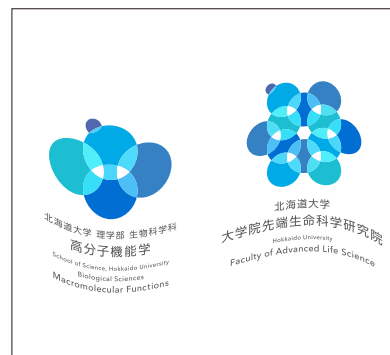 北海道大学 理学部 生物科学科
高分子機能学
School of Science, Hokkaido University
Biological Sciences
Macromolecular Functions
北海道大学
大学院先端生命科学研究院
Hokkaido University
Faculty of Advanced Life Science